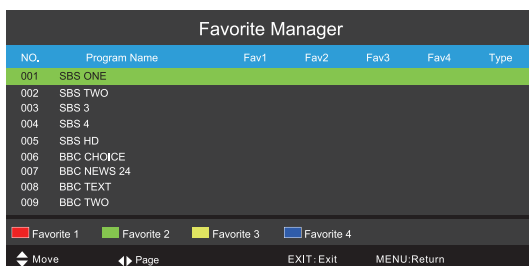 Favorite Manager
NO. Program Name Fav1 Fav2 Fav3 Fav4 Type
001 SBS ONE
002 SBS TWO
003 SBS 3
004 SBS 4
005 SBS HD
006 BBC CHOICE
007 BBC NEWS 24
008 BBC TEXT
009 BBC TWO
Favorite 1 Favorite 2 Favorite 3 Favorite 4
Move Page EXIT:Exit MENU:Return